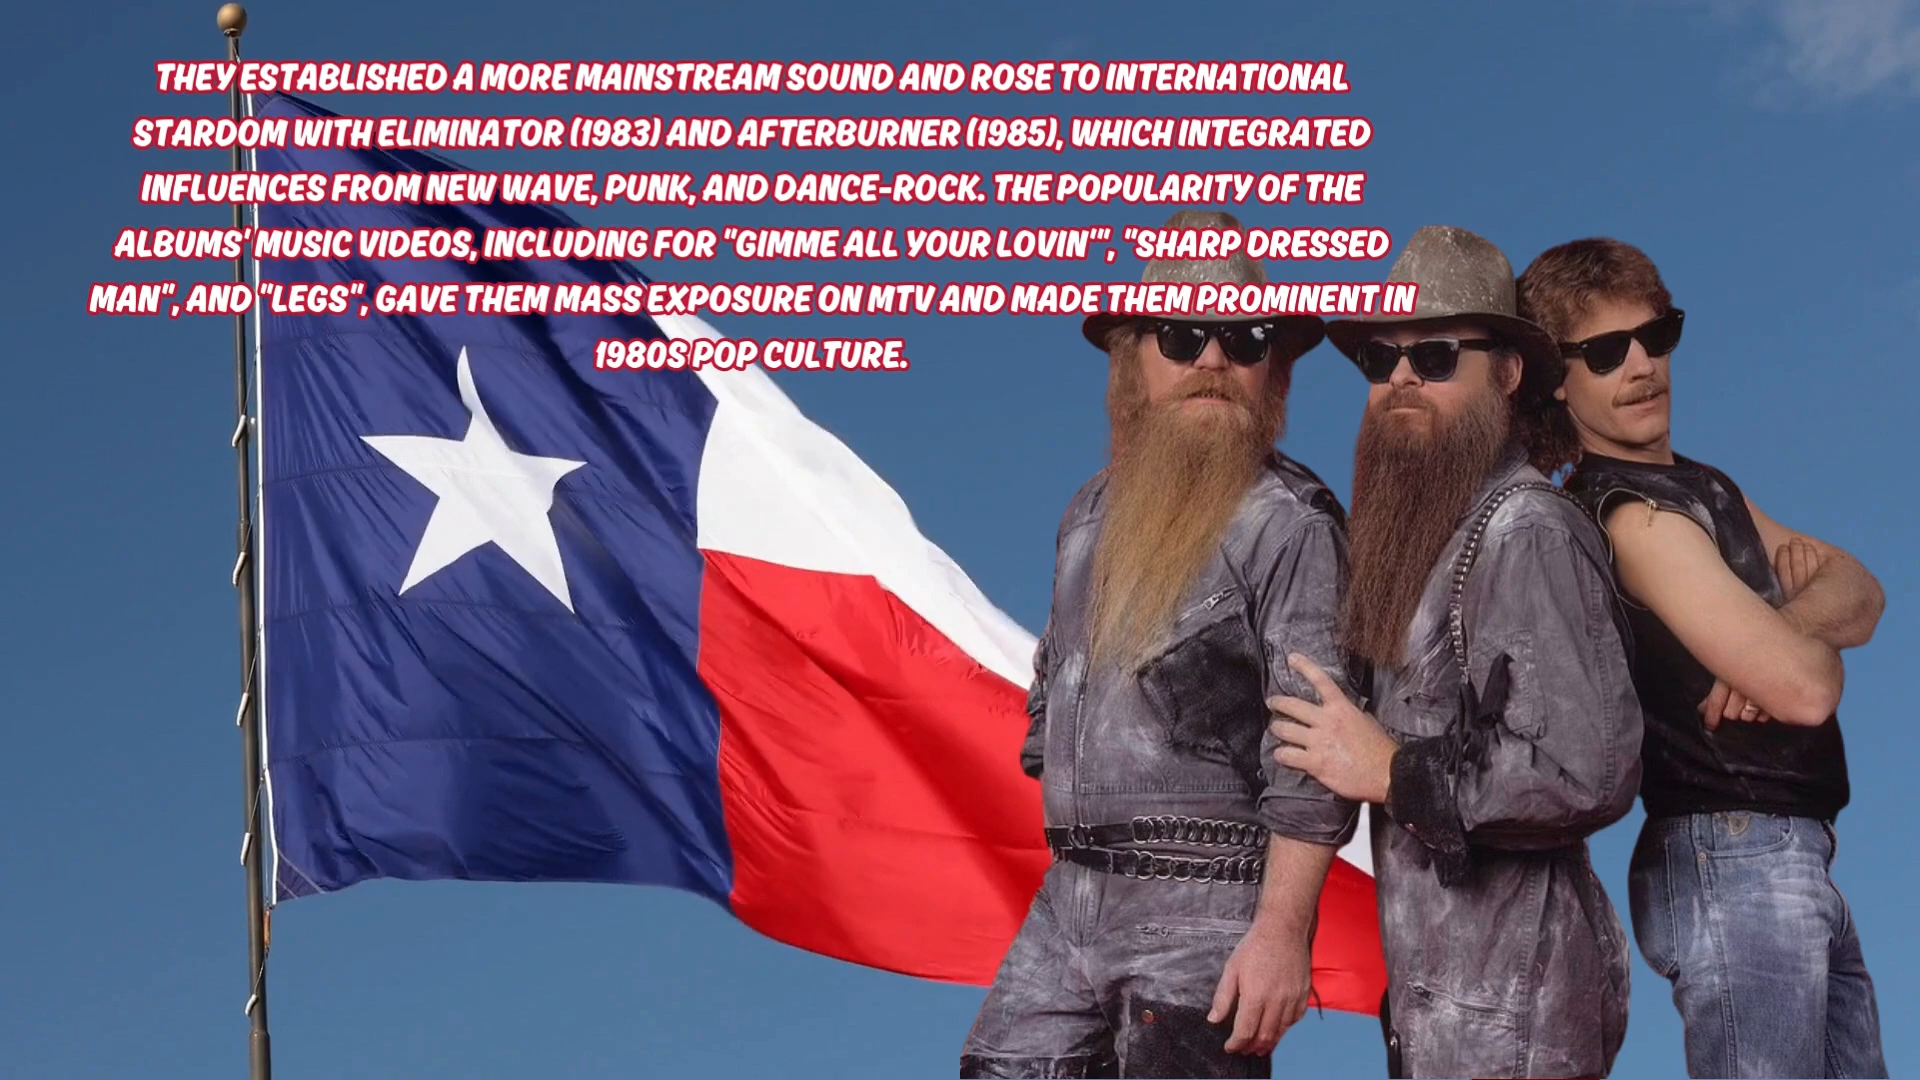 THEY ESTABLISHED A MORE MAINSTREAM SOUND AND ROSE TO INTERNATIONAL
STARDOM WITH ELIMINATOR (1983) AND AFTERBURNER (1985), WHICH INTEGRATED
INFLUENCES FROM NEW WAVE, PUNK, AND DANCE-ROCK. THE POPULARITY OF THE
ALBUMS' MUSIC VIDEOS, INCLUDING FOR "GIMME ALL YOUR LOVIN'", "SHARP DRESSED
MAN", AND "LEGS", GAVE THEM MASS EXPOSURE ON MTV AND MADE THEM PROMINENT IN
1980S POP CULTURE.